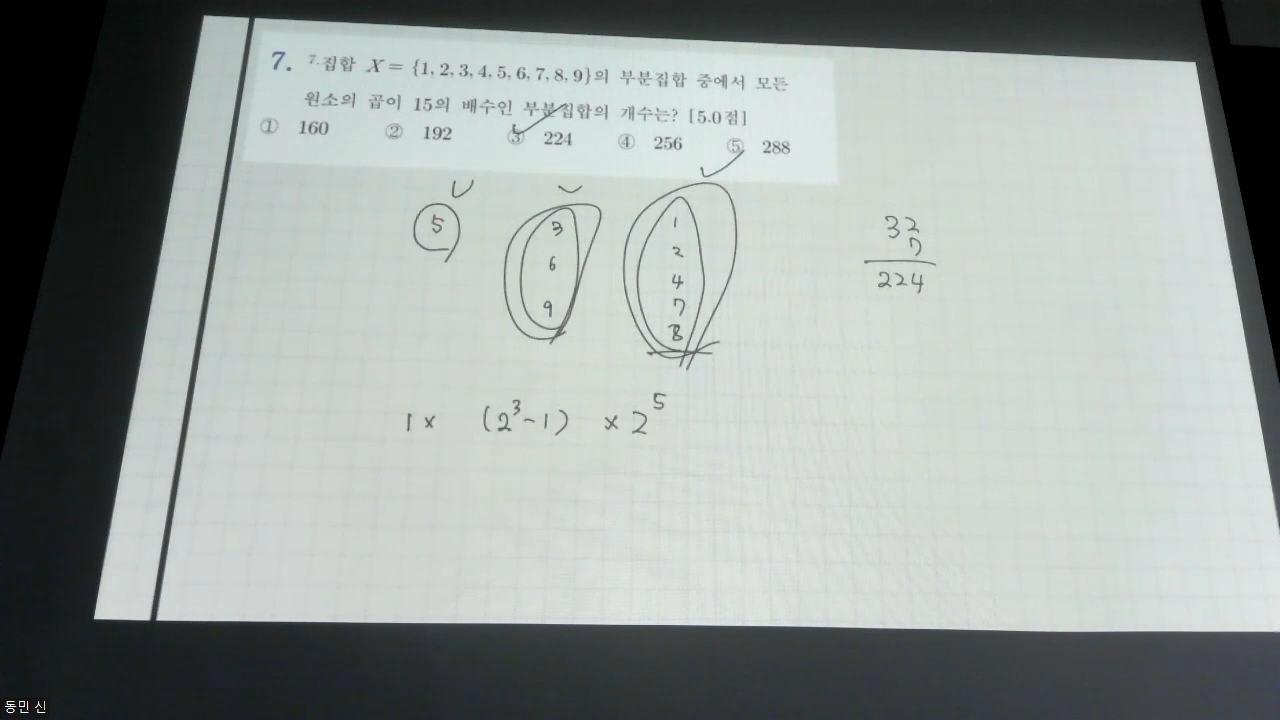 7. 7. 집합 X = {1, 2, 3, 4, 5, 6, 7, 8, 9}의 부분집합 중에서 모든
원소의 곱이 15의 배수인 부분집합의 개수는? [5.0점]
① 160 ② 192 ③ 224 ④ 256 ⑤ 288
5
3
6
9
1
2
4
7
8
32
7
224
1 × (2³-1) × 2⁵
동민 신